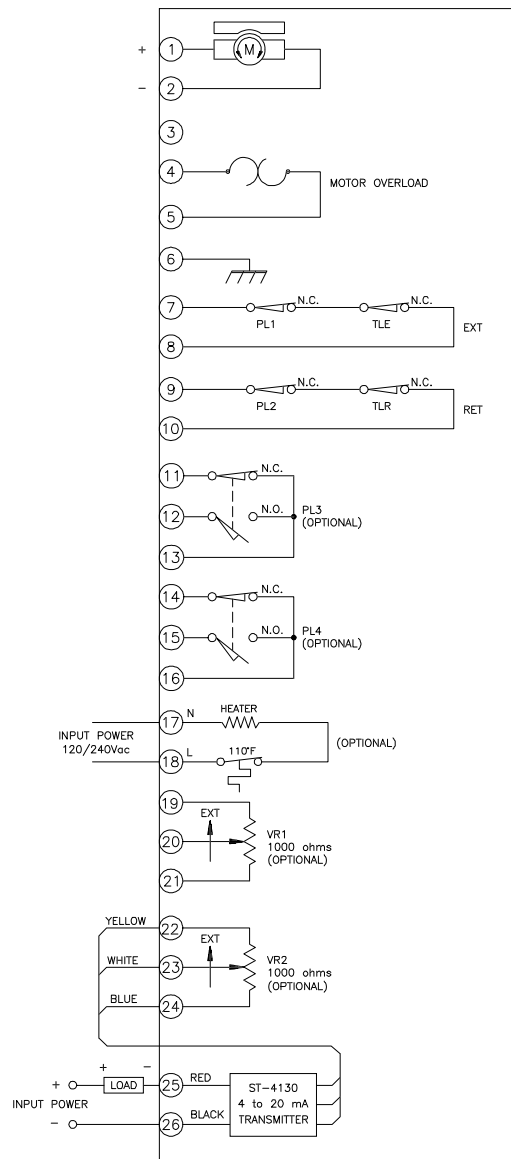 + 1 M
- 2
3
4
MOTOR OVERLOAD
5
6
7 N.C. N.C.
PL1 TLE EXT
8
9 N.C. N.C.
PL2 TLR RET
10
11 N.C.
12 N.O. PL3
(OPTIONAL)
13
14 N.C.
15 N.O. PL4
(OPTIONAL)
16
17 N HEATER
INPUT POWER
120/240Vac
(OPTIONAL)
18 L 110°F
19
EXT
20 VR1
1000 ohms
(OPTIONAL)
21
YELLOW 22
EXT
WHITE 23 VR2
1000 ohms
(OPTIONAL)
BLUE 24
+ -
+ LOAD 25 RED
INPUT POWER
- 26 BLACK
ST-4130
4 to 20 mA
TRANSMITTER